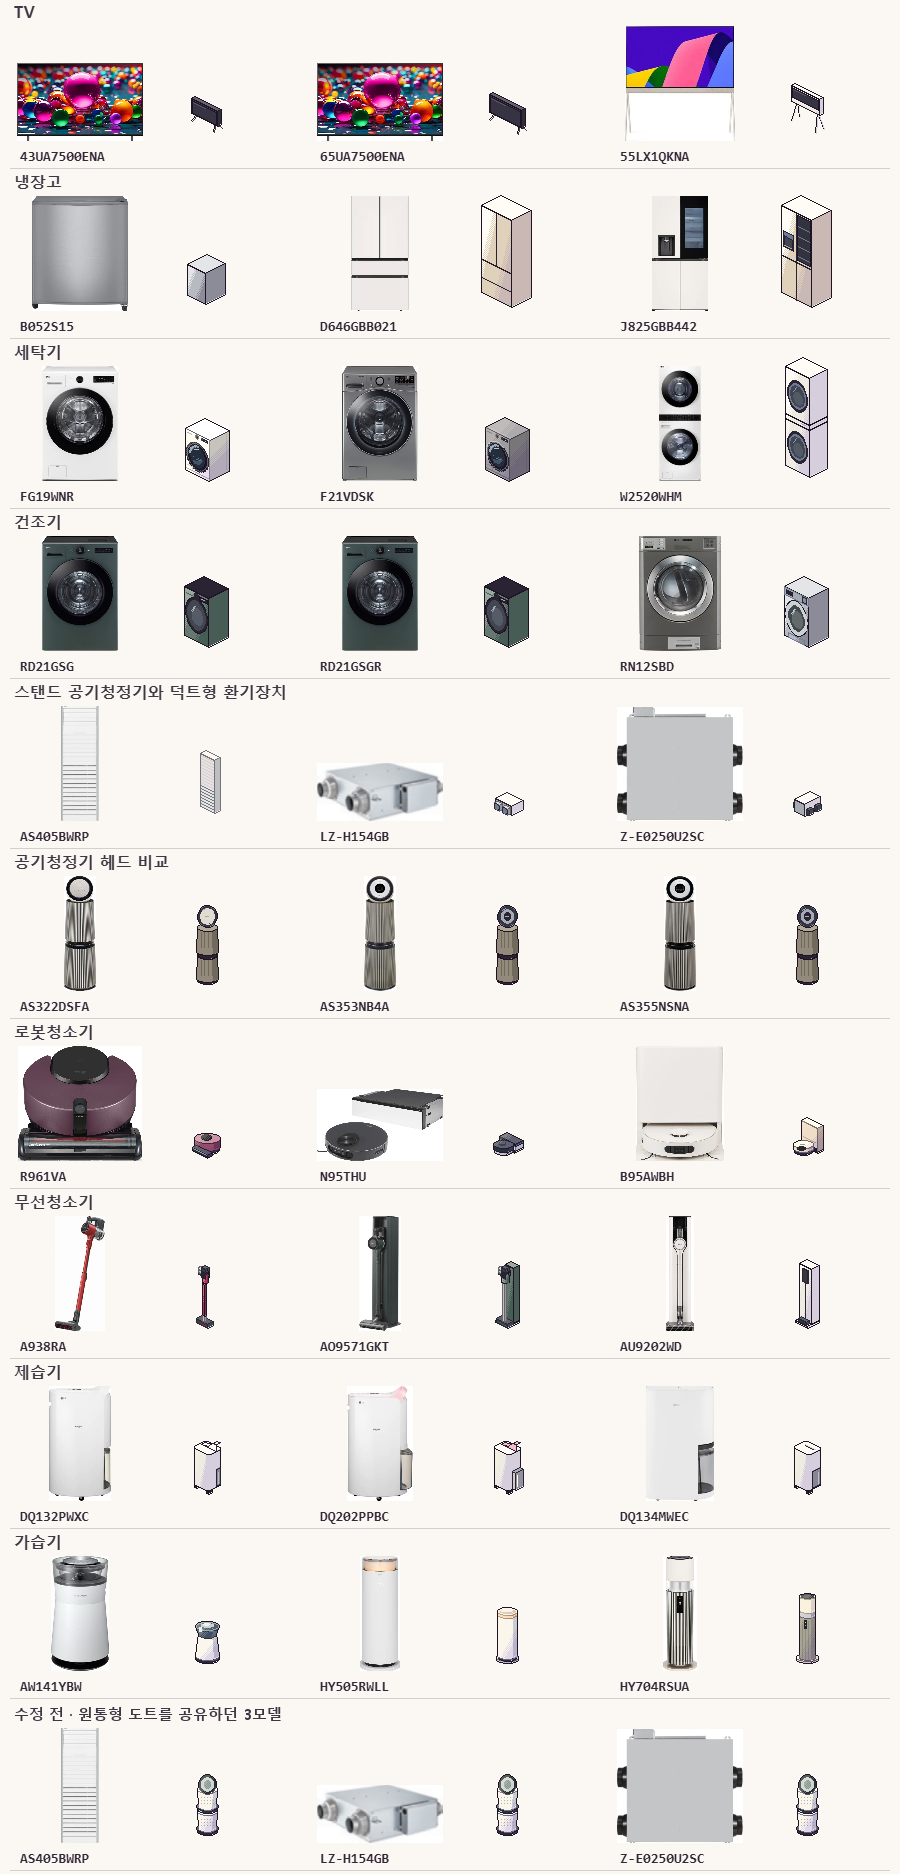 TV
43UA7500ENA 65UA7500ENA 55LX1QKNA
냉장고
B052S15 D646GBB021 J825GBB442
세탁기
FG19WNR F21VDSK W2520WHM
건조기
RD21GSG RD21GSGR RN12SBD
스탠드 공기청정기와 덕트형 환기장치
AS405BWRP LZ-H154GB Z-E0250U2SC
공기청정기 헤드 비교
AS322DSFA AS353NB4A AS355NSNA
로봇청소기
R961VA N95THU B95AWBH
무선청소기
A938RA AO9571GKT AU9202WD
제습기
DQ132PWXC DQ202PPBC DQ134MWEC
가습기
AW141YBW HY505RWLL HY704RSUA
수정 전 · 원통형 도트를 공유하던 3모델
AS405BWRP LZ-H154GB Z-E0250U2SC